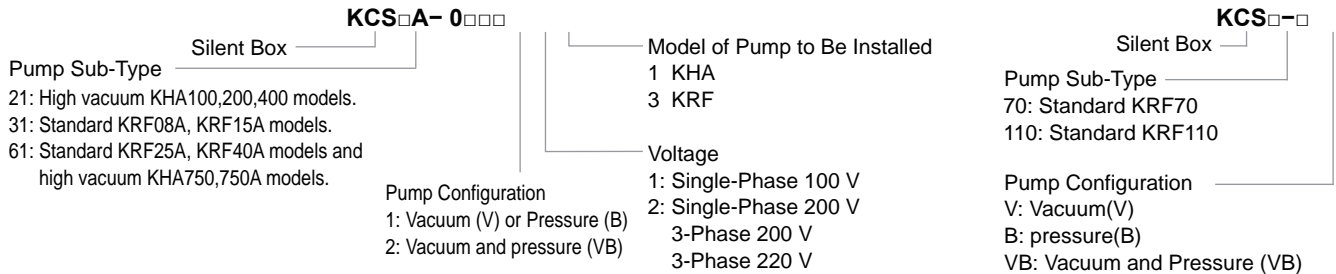 KCS□A− 0□□□
Silent Box
Pump Sub-Type
21: High vacuum KHA100,200,400 models.
31: Standard KRF08A, KRF15A models.
61: Standard KRF25A, KRF40A models and
high vacuum KHA750,750A models.
Pump Configuration
1: Vacuum (V) or Pressure (B)
2: Vacuum and pressure (VB)
Model of Pump to Be Installed
1 KHA
3 KRF
Voltage
1: Single-Phase 100 V
2: Single-Phase 200 V
3-Phase 200 V
3-Phase 220 V
KCS□−□
Silent Box
Pump Sub-Type
70: Standard KRF70
110: Standard KRF110
Pump Configuration
V: Vacuum(V)
B: pressure(B)
VB: Vacuum and Pressure (VB)